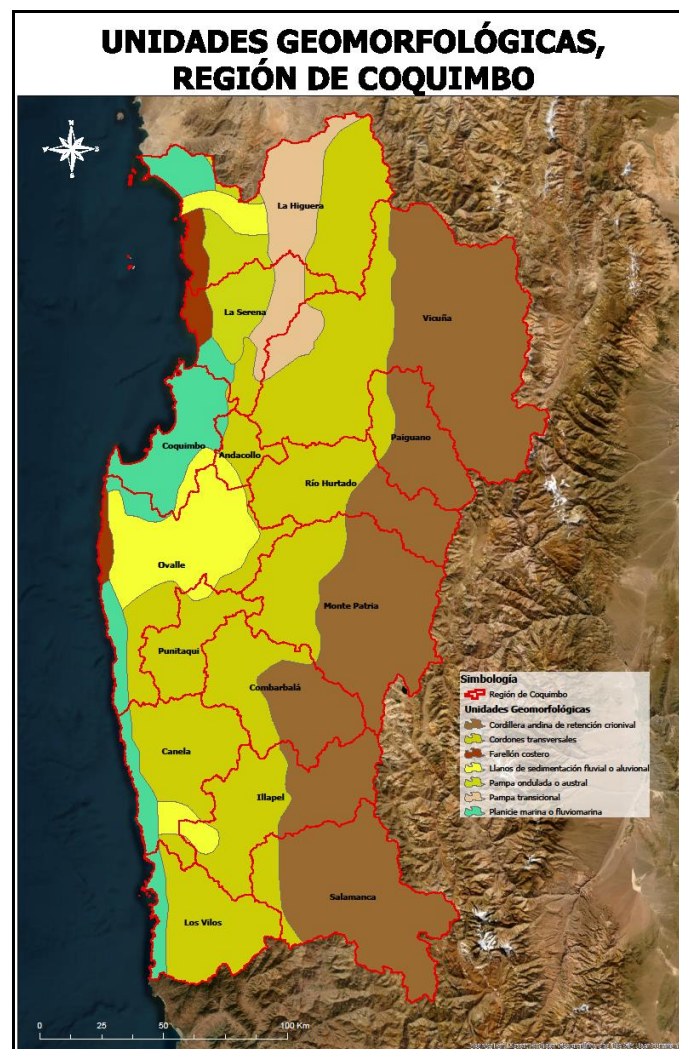 UNIDADES GEOMORFOLÓGICAS,
REGIÓN DE COQUIMBO
N
S
La Higuera
La Serena
Vicuña
Coquimbo
Andacollo
Paiguano
Río Hurtado
Ovalle
Monte Patria
Punitaqui
Combarbalá
Canela
Illapel
Salamanca
Los Vilos
Simbología
Región de Coquimbo
Unidades Geomorfológicas
Cordillera andina de retención crionival
Cordones transversales
Farellón costero
Llanos de sedimentación fluvial o aluvional
Pampa ondulada o austral
Pampa transicional
Planicie marina o fluviomarina
0 25 50 100 Km